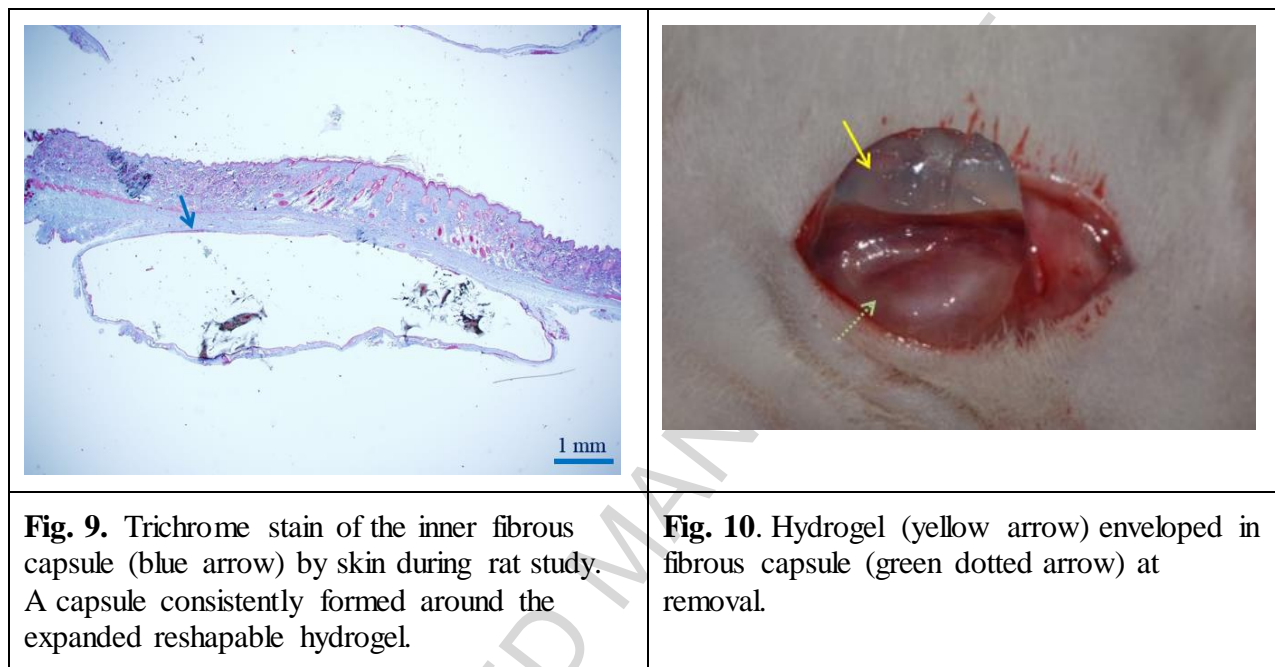 1 mm
Fig. 9. Trichrome stain of the inner fibrous
capsule (blue arrow) by skin during rat study.
A capsule consistently formed around the
expanded reshapable hydrogel.
Fig. 10. Hydrogel (yellow arrow) enveloped in
fibrous capsule (green dotted arrow) at
removal.